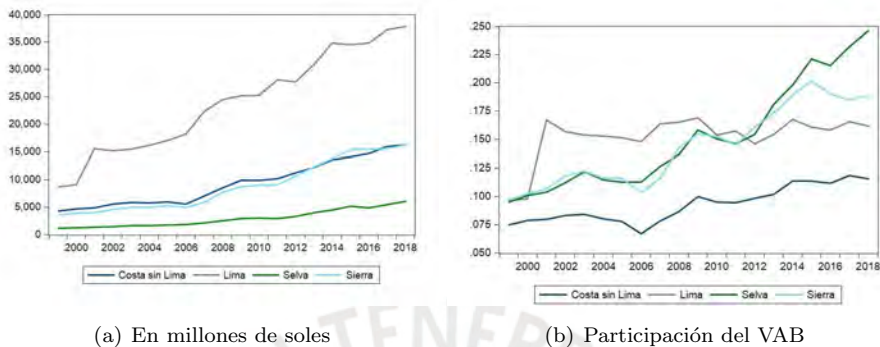 40,000
35,000
30,000
25,000
20,000
15,000
10,000
5,000
0
2000 2002 2004 2006 2008 2010 2012 2014 2016 2018
Costa sin Lima Lima Selva Sierra
(a) En millones de soles
.250
.225
.200
.175
.150
.125
.100
.075
.050
2000 2002 2004 2006 2008 2010 2012 2014 2016 2018
Costa sin Lima Lima Selva Sierra
(b) Participación del VAB
TENEB